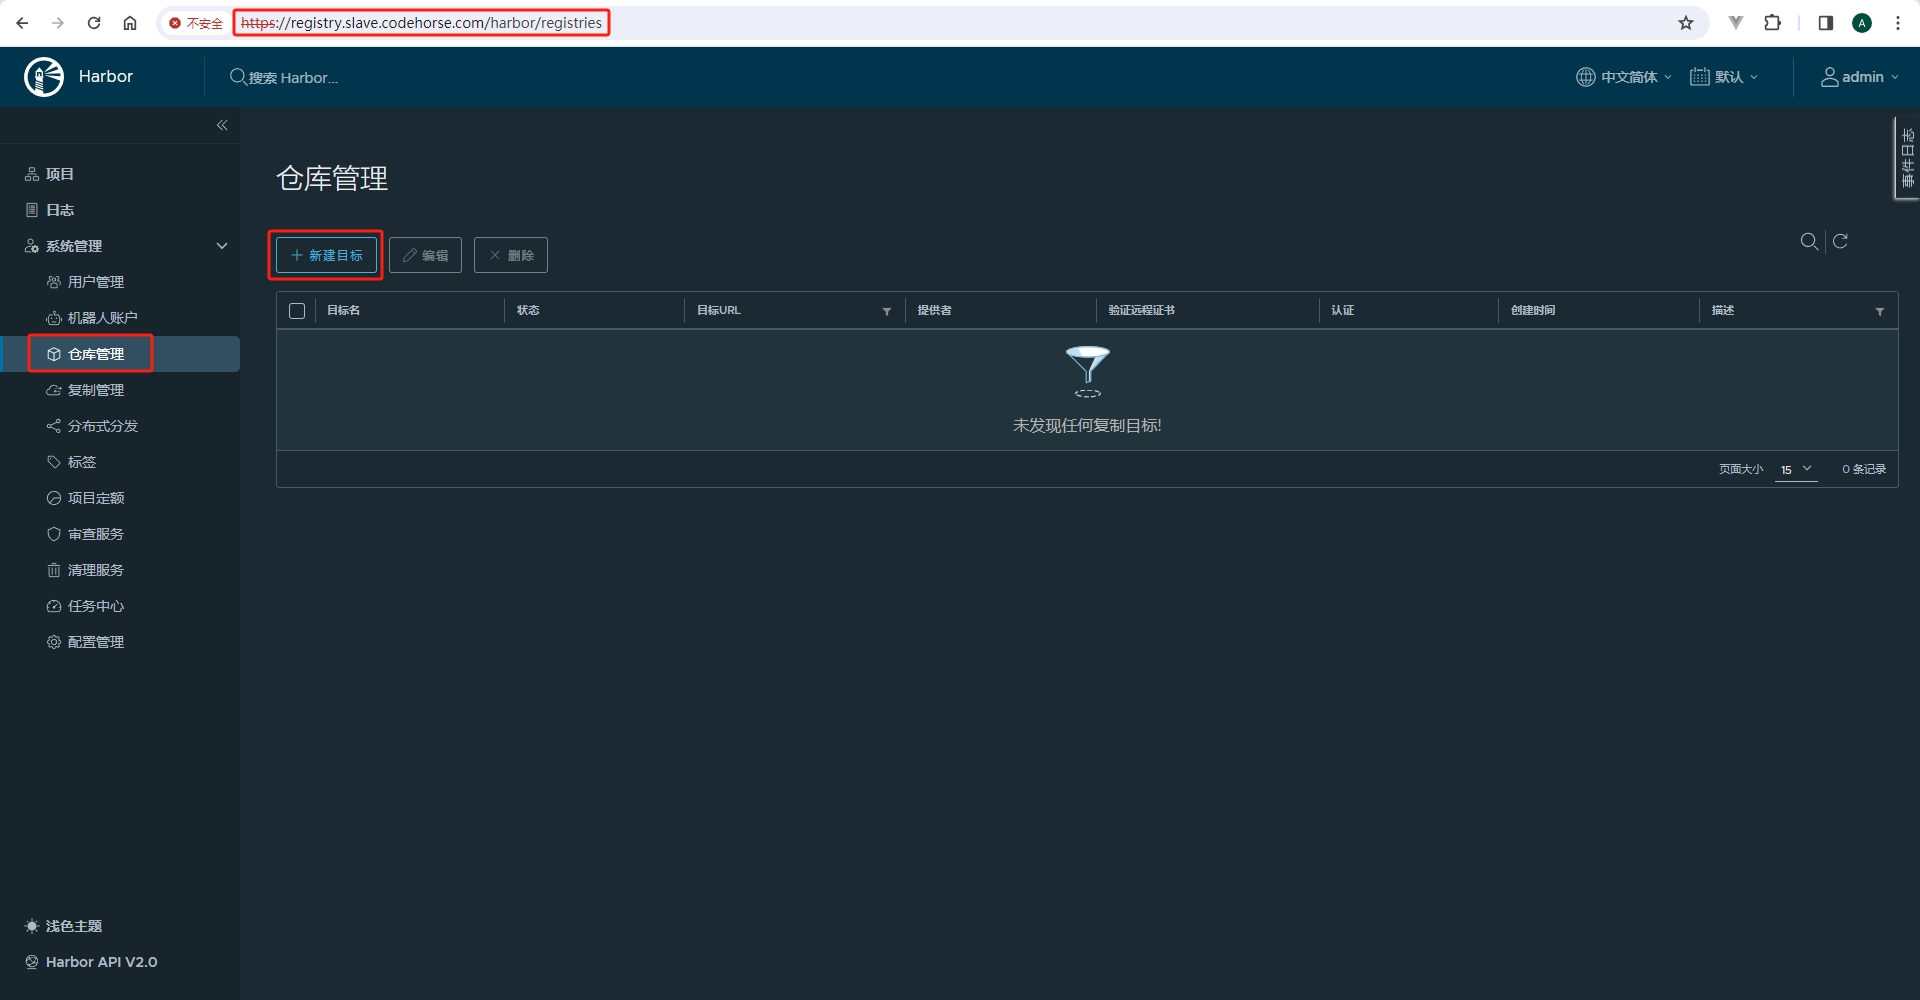 不安全 https://registry.slave.codehorse.com/harbor/registries
A
Harbor
搜索 Harbor...
中文简体
默认
admin
事件日志
项目
日志
系统管理
用户管理
机器人账户
仓库管理
复制管理
分布式分发
标签
项目定额
审查服务
清理服务
任务中心
配置管理
浅色主题
Harbor API V2.0
仓库管理
新建目标 编辑 删除
目标名 状态 目标URL 提供者 验证远程证书 认证 创建时间 描述
未发现任何复制目标!
页面大小 15 0 条记录